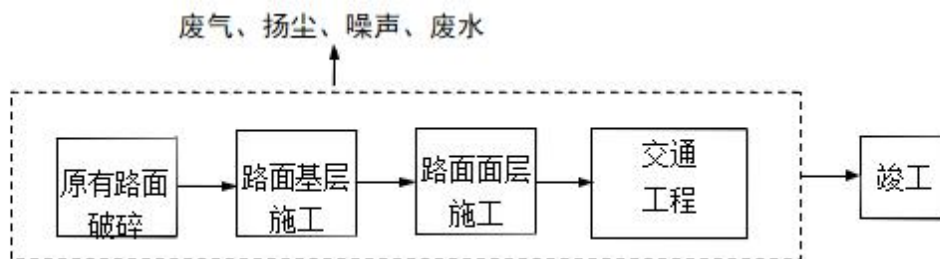 废气、扬尘、噪声、废水
原有路面
破碎
路面基层
施工
路面面层
施工
交通
工程
竣工